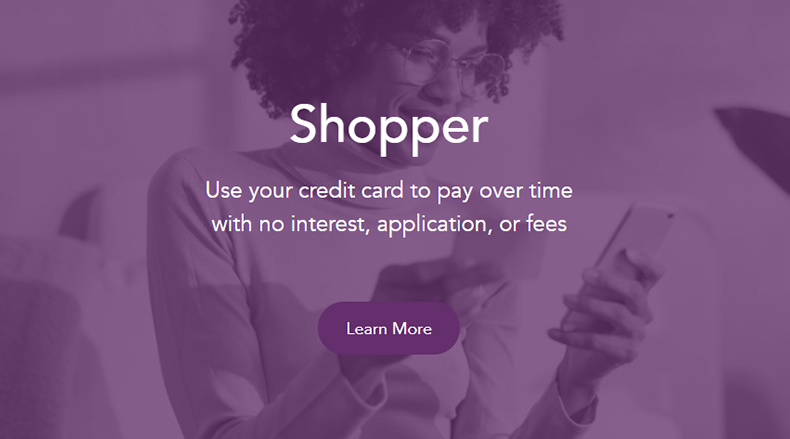 Shopper
Use your credit card to pay over time
with no interest, application, or fees
Learn More